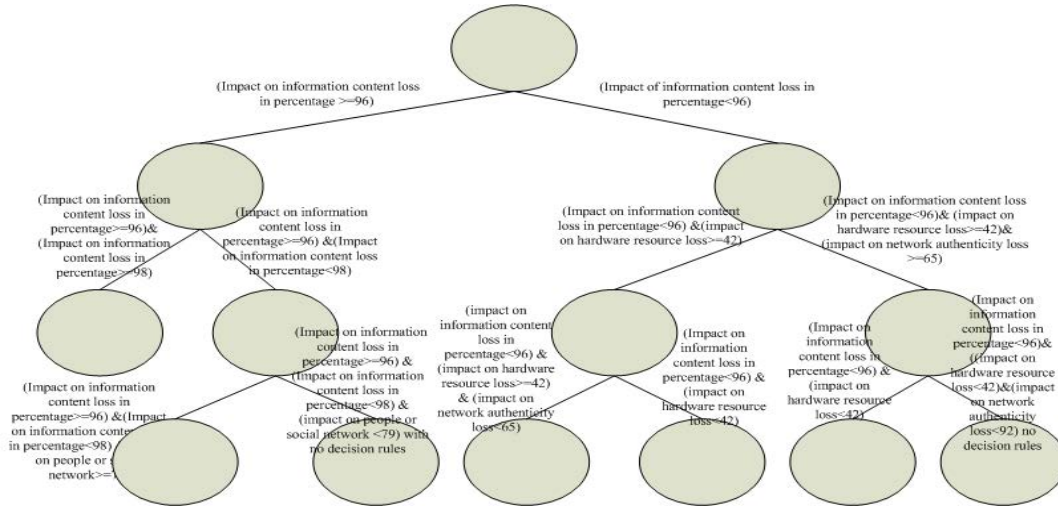 (Impact on information content loss
in percentage >=96)
(Impact of information content loss in
percentage<96)
(Impact on information
content loss in
percentage>=96)&
(Impact on information
content loss in
percentage>=98)
(Impact on information
content loss in
percentage>=96) &(Impact
on information content loss
in percentage<98)
(Impact on information content
loss in percentage<96) &(impact
on hardware resource loss>=42)
(Impact on information content loss
in percentage<96)& (impact on
hardware resource loss>=42)&
(impact on network authenticity loss
>=65)
(Impact on information
content loss in
percentage>=96) &(Impact
on information
in percentage<98)
on people or
network>=
(Impact on information
content loss in
percentage>=96) &
(Impact on information content
loss in percentage<98) &
(impact on people or
social network <79) with
no decision rules
(impact on
information content
loss in
percentage<96) &
(impact on hardware
resource loss>=42)
& (impact on
network authenticity
loss<65)
(Impact on
information
content loss in
percentage<96) &
(impact on
hardware resource
loss<42)
(Impact on
information
content loss in
percentage<96) &
(impact on
hardware resource
loss<42)
(Impact on
information
content loss in
percentage<96)&
((impact on
hardware resource
loss<42)&(impact
on network
authenticity
loss<92) no
decision rules